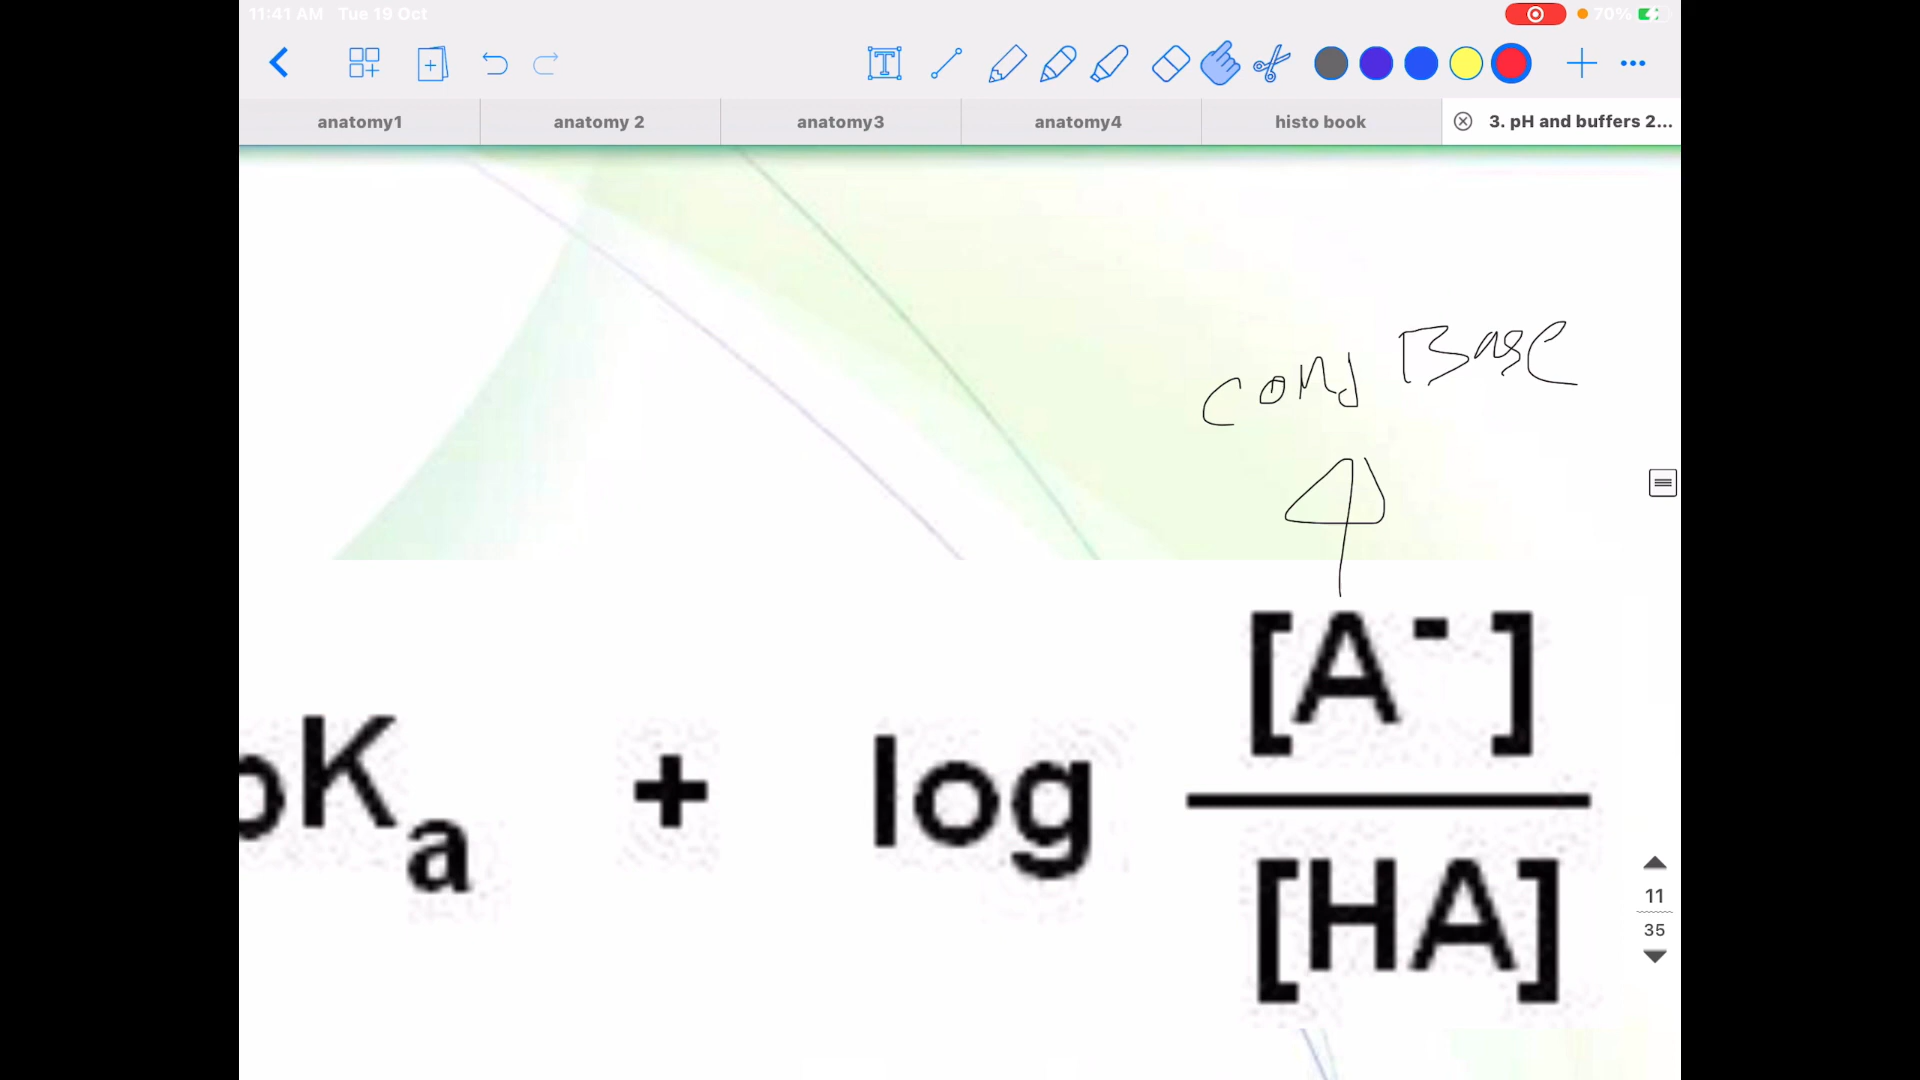 11:41 AM Tue 19 Oct
70%
T
anatomy1
anatomy 2
anatomy3
anatomy4
histo book
3. pH and buffers 2...
conj Base
pKa + log [A-]
[HA]
11
35